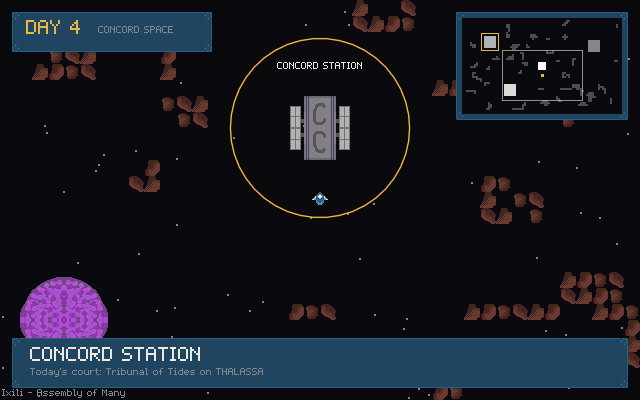 DAY 4 CONCORD SPACE
CONCORD STATION
C
C
CONCORD STATION
Today's court: Tribunal of Tides on THALASSA
Ixili - Assembly of Many